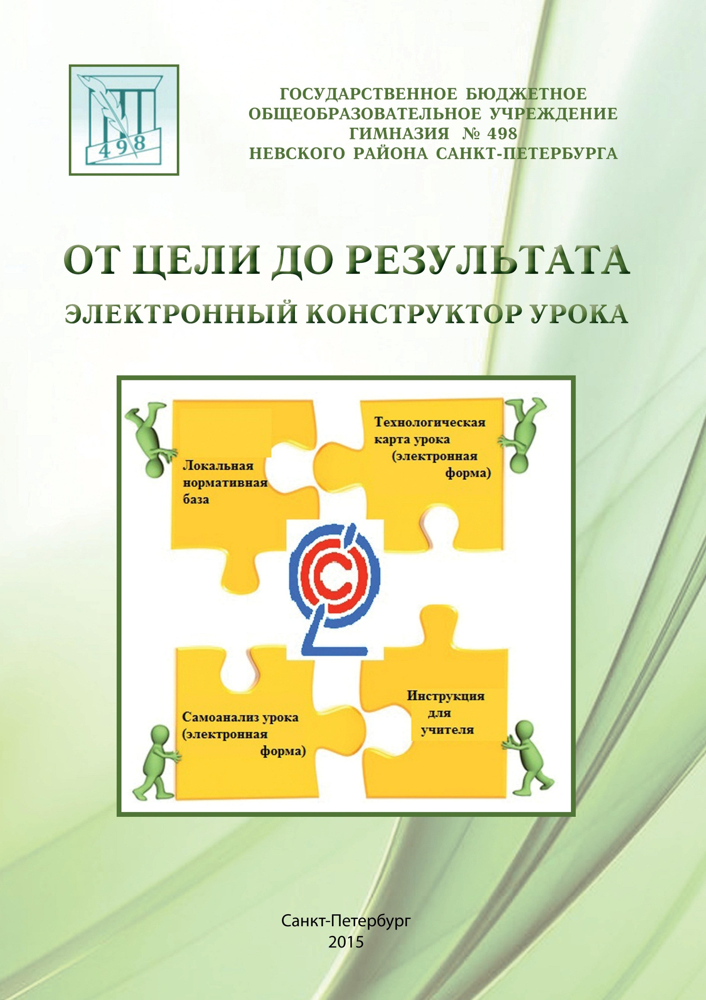 498
ГОСУДАРСТВЕННОЕ БЮДЖЕТНОЕ
ОБЩЕОБРАЗОВАТЕЛЬНОЕ УЧРЕЖДЕНИЕ
ГИМНАЗИЯ № 498
НЕВСКОГО РАЙОНА САНКТ-ПЕТЕРБУРГА
ОТ ЦЕЛИ ДО РЕЗУЛЬТАТА
ЭЛЕКТРОННЫЙ КОНСТРУКТОР УРОКА
Локальная
нормативная
база
Технологическая
карта урока
(электронная
форма)
Самоанализ урока
(электронная
форма)
Инструкция
для
учителя
Санкт-Петербург
2015